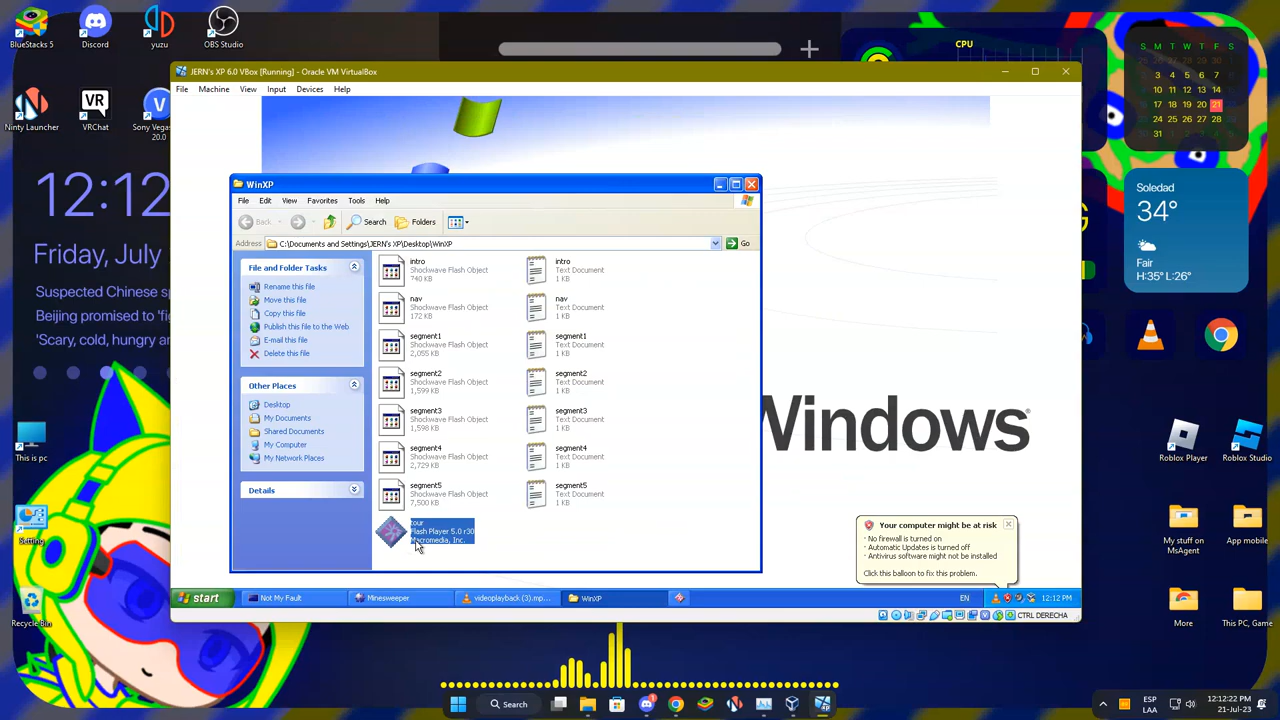 BlueStacks 5
Discord
yuzu
OBS Studio
Ninty Launcher
VRChat
Sony Vegas
20.0
12:12
Friday, July
Suspected Chinese s
Beijing promised to 'fi
'Scary, cold, hungry a
This is pc
Setting
Recycle Bin
JERN's XP 6.0 VBox [Running] - Oracle VM VirtualBox
File Machine View Input Devices Help
WinXP
File Edit View Favorites Tools Help
Back Search Folders
Address C:\Documents and Settings\JERN's XP\Desktop\WinXP Go
File and Folder Tasks
Rename this file
Move this file
Copy this file
Publish this file to the Web
E-mail this file
Delete this file
Other Places
Desktop
My Documents
Shared Documents
My Computer
My Network Places
Details
intro
Shockwave Flash Object
740 KB
intro
Text Document
1 KB
nav
Shockwave Flash Object
172 KB
nav
Text Document
1 KB
segment1
Shockwave Flash Object
2,055 KB
segment1
Text Document
1 KB
segment2
Shockwave Flash Object
1,599 KB
segment2
Text Document
1 KB
segment3
Shockwave Flash Object
1,598 KB
segment3
Text Document
1 KB
segment4
Shockwave Flash Object
2,729 KB
segment4
Text Document
1 KB
segment5
Shockwave Flash Object
7,500 KB
segment5
Text Document
1 KB
tour
Flash Player 5.0 r30
Macromedia, Inc.
Windows®
Your computer might be at risk
· No firewall is turned on
· Automatic Updates is turned off
· Antivirus software might not be installed
Click this balloon to fix this problem.
start Not My Fault Minesweeper videoplayback (3).mp... WinXP EN 12:12 PM
CTRL DERECHA
CPU
S M T W T F S
25 26 27 28 29 30 1
3 4 5 6 7
10 11 12 13 14
17 18 19 20 21
24 25 26 27 28
31
Soledad
34°
Fair
H:35° L:26°
Roblox Player
Roblox Studio
My stuff on
MsAgent
App mobile
More
This PC, Game
Search
ESP
LAA
12:12:22 PM
21-Jul-23